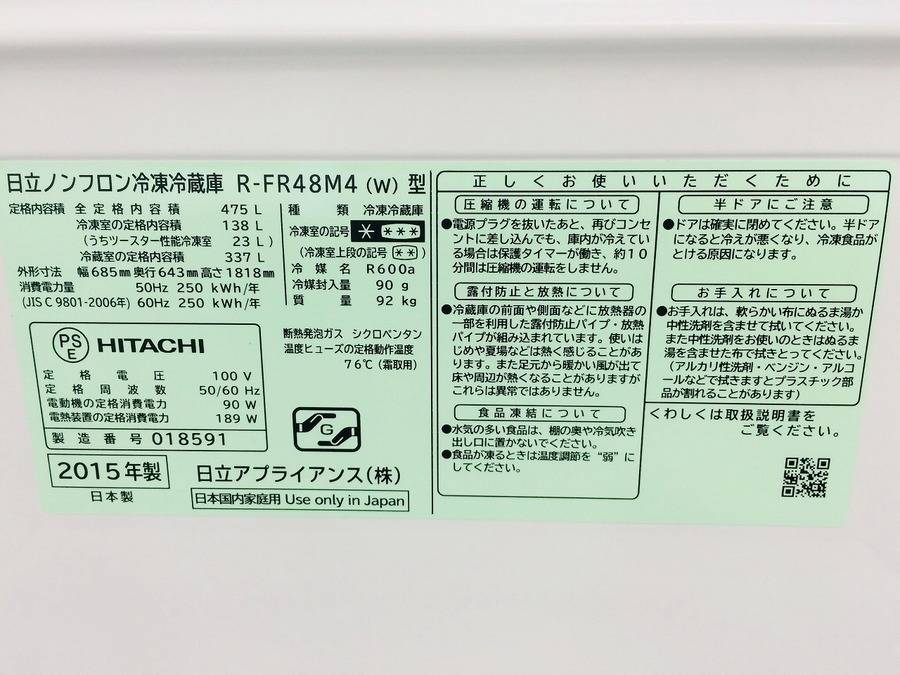 日立ノンフロン冷凍冷蔵庫 R-FR48M4 (W) 型
定格内容積 全定格内容積 475 L
冷凍室の定格内容積 138 L
(うちツースター性能冷凍室 23 L)
冷蔵室の定格内容積 337 L
外形寸法 幅685mm奥行643mm高さ1818mm
消費電力量 50Hz 250 kWh/年
(JIS C 9801-2006年) 60Hz 250 kWh/年
種類 冷凍冷蔵庫
冷凍室の記号 * ***
(冷凍室上段の記号 **)
冷媒名 R600a
冷媒封入量 90 g
質量 92 kg
PS
E
HITACHI
定格電圧 100 V
定格周波数 50/60 Hz
電動機の定格消費電力 90 W
電熱装置の定格消費電力 189 W
製造番号 018591
断熱発泡ガス シクロペンタン
温度ヒューズの定格動作温度
76℃(霜取用)
G
2015年製
日本製
日立アプライアンス(株)
日本国内家庭用 Use only in Japan
正しくお使いいただくために
圧縮機の運転について
●電源プラグを抜いたあと、再びコンセ
ントに差し込んでも、庫内が冷えてい
る場合は保護タイマーが働き、約10
分間は圧縮機の運転をしません。
露付防止と放熱について
●冷蔵庫の前面や側面などに放熱器の
一部を利用した露付防止パイプ・放熱
パイプが組み込まれています。使いは
じめや夏場などは熱く感じることがあ
ります。また足元から暖かい風が出て
床や周辺が熱くなることがありますが
これらは異常ではありません。
食品凍結について
●水気の多い食品は、棚の奥や冷気吹き
出し口に置かないでください。
●食品が凍るときは温度調節を“弱”に
してください。
半ドアにご注意
●ドアは確実に閉めてください。半ドア
になると冷えが悪くなり、冷凍食品が
とける原因になります。
お手入れについて
●お手入れは、軟らかい布にぬるま湯か
中性洗剤を含ませて拭いてください。
また中性洗剤をお使いのときはぬるま
湯を含ませた布で拭きとってください。
(アルカリ性洗剤・ベンジン・アルコ
ールなどで拭きますとプラスチック部
品が割れることがあります)
くわしくは取扱説明書を
ご覧ください。